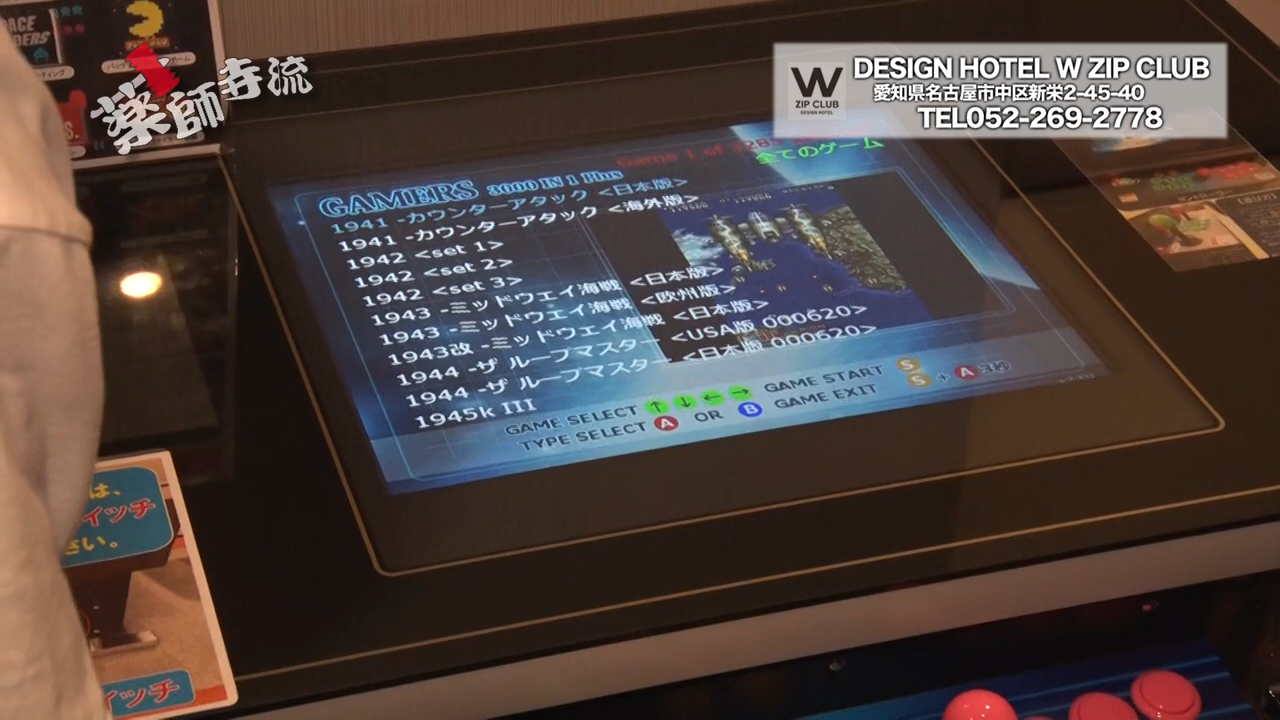 薬師寺流
W
ZIP CLUB
DESIGN HOTEL
DESIGN HOTEL W ZIP CLUB
愛知県名古屋市中区新栄2-45-40
TEL052-269-2778
全てのゲーム
GAMERS 3000 IN 1 Plus
1941 -カウンターアタック <日本版>
1941 -カウンターアタック <海外版>
1942 <set 1>
1942 <set 2>
1942 <set 3>
1943 -ミッドウェイ海戦 <日本版>
1943 -ミッドウェイ海戦 <欧州版>
1943改 -ミッドウェイ海戦 <日本版>
1944 -ザ ループマスター <USA版 000620>
1944 -ザ ループマスター <日本版 000620>
1945k III
GAME SELECT ↑ ↓ ← → GAME START S
TYPE SELECT A OR B GAME EXIT S + A 3秒
は、
イッチ
さい。
イッチ